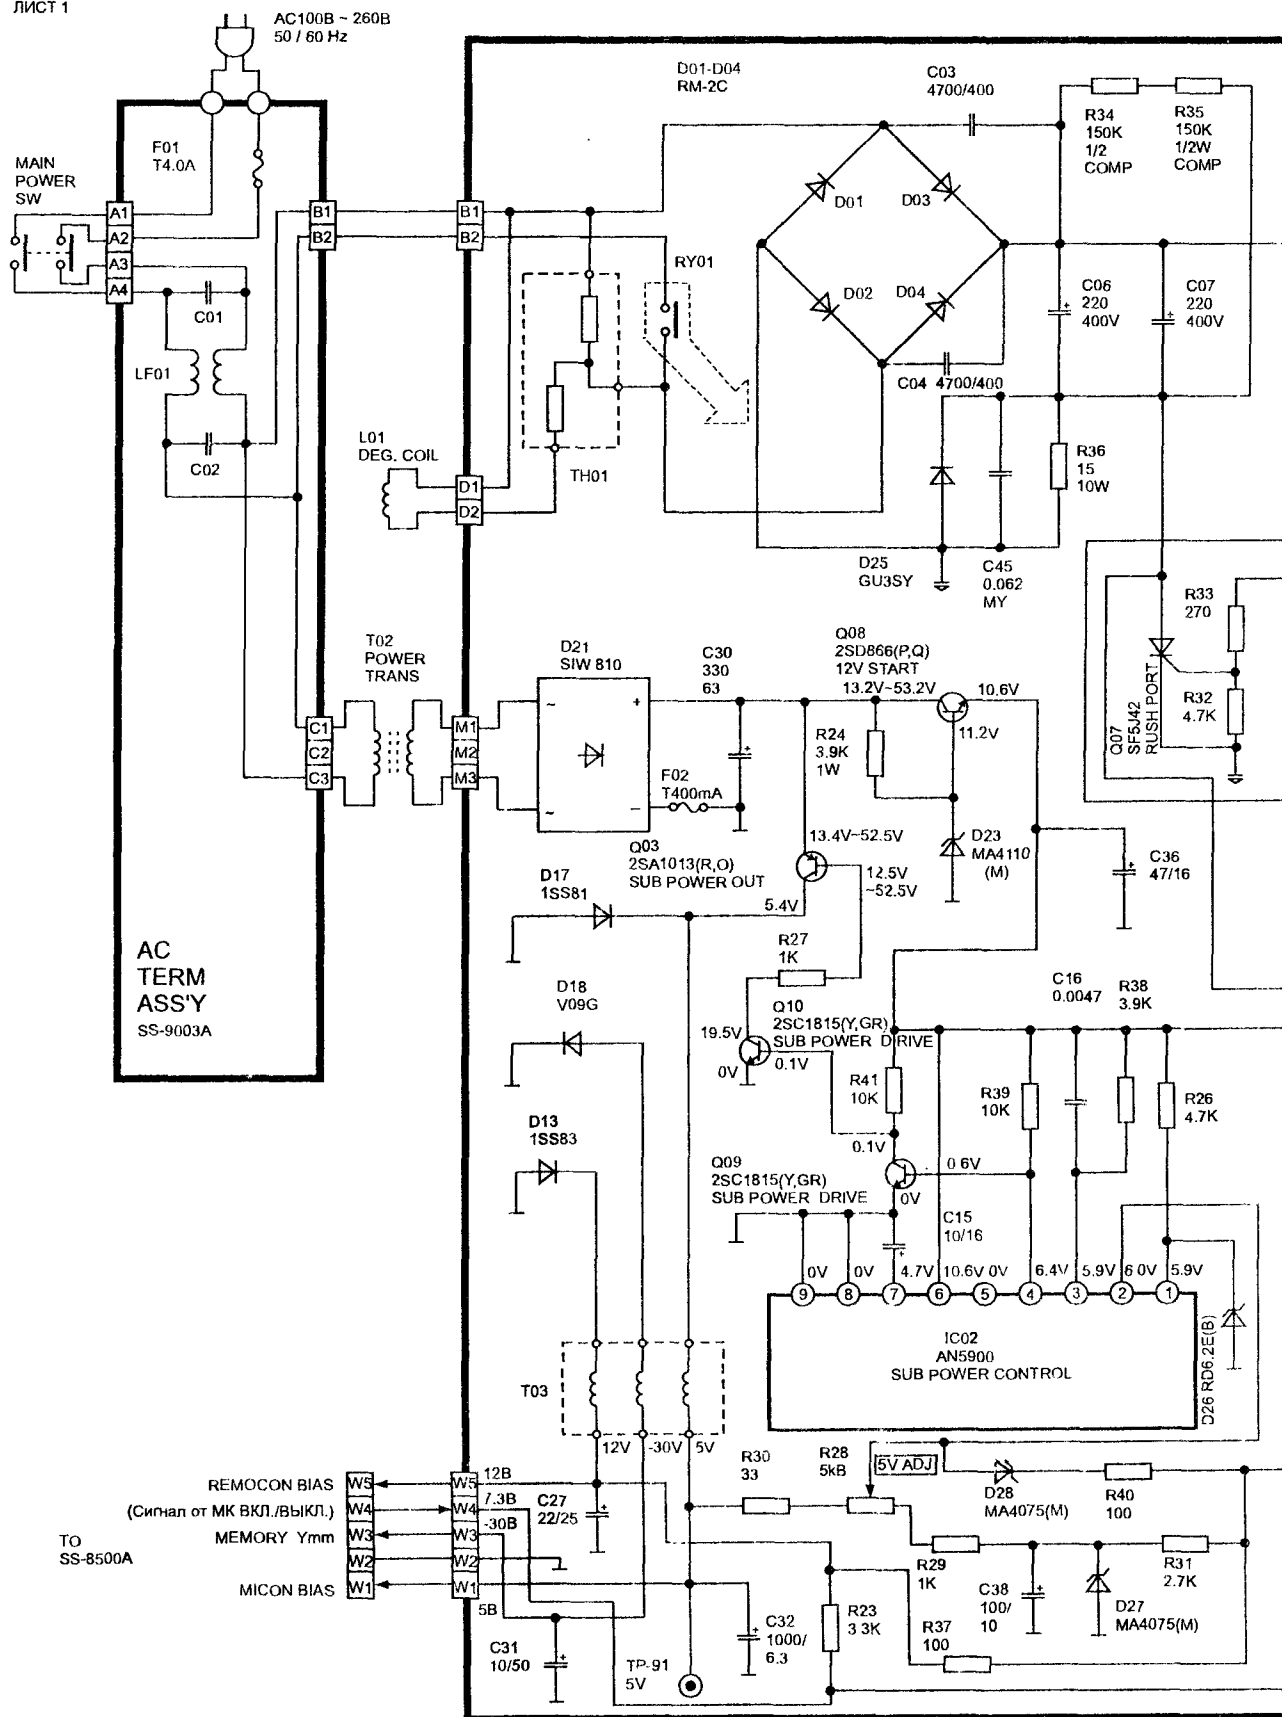 ЛИСТ 1
AC100В ~ 260В
50 / 60 Hz
F01
T4.0A
MAIN
POWER
SW
A1
A2
A3
A4
C01
LF01
C02
B1
B2
B1
B2
D01-D04
RM-2C
C03
4700/400
R34
150K
1/2
COMP
R35
150K
1/2W
COMP
D01
D03
D02
D04
RY01
C06
220
400V
C07
220
400V
C04 4700/400
L01
DEG. COIL
D1
D2
TH01
R36
15
10W
D25
GU3SY
C45
0.062
MY
R33
270
R32
4.7K
Q07
SF5J42
RUSH PORT
T02
POWER
TRANS
C1
C2
C3
M1
M2
M3
D21
SIW 810
~
+
~
–
C30
330
63
F02
T400mA
Q08
2SD866(P,Q)
12V START
13.2V~53.2V
10.6V
11.2V
R24
3.9K
1W
D23
MA4110
(M)
C36
47/16
Q03
2SA1013(R,O)
SUB POWER OUT
13.4V~52.5V
12.5V
~52.5V
5.4V
D17
1SS81
R27
1K
D18
V09G
Q10
2SC1815(Y,GR)
SUB POWER DRIVE
19.5V
0V
0.1V
C16
0.0047
R38
3.9K
R41
10K
R39
10K
R26
4.7K
D13
1SS83
0.1V
0.6V
0V
Q09
2SC1815(Y,GR)
SUB POWER DRIVE
C15
10/16
0V
0V
4.7V
10.6V
0V
6.4V
5.9V
6.0V
5.9V
9
8
7
6
5
4
3
2
1
IC02
AN5900
SUB POWER CONTROL
D26 RD6.2E(B)
AC
TERM
ASS'Y
SS-9003A
T03
12V
-30V
5V
R30
33
R28
5kB
5V ADJ
D28
MA4075(M)
R40
100
REMOCON BIAS
W5
W5
12В
(Сигнал от МК ВКЛ./ВЫКЛ.)
W4
W4
7.3В
MEMORY Ymm
W3
W3
-30В
W2
W2
MICON BIAS
W1
W1
5В
TO
SS-8500A
C27
22/25
R29
1K
C38
100/
10
D27
MA4075(M)
R31
2.7K
C31
10/50
TP-91
5V
C32
1000/
6.3
R23
3.3K
R37
100